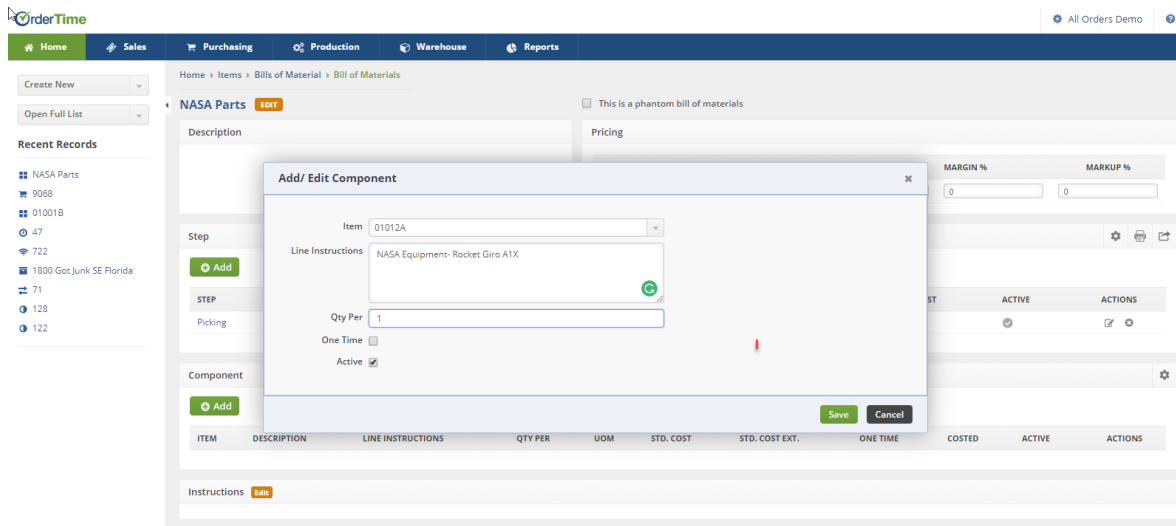 OrderTime
All Orders Demo
Home Sales Purchasing Production Warehouse Reports
Create New
Open Full List
Recent Records
NASA Parts
9068
01001B
47
722
1800 Got Junk SE Florida
71
128
122
Home Items Bills of Material Bill of Materials
NASA Parts EDIT
This is a phantom bill of materials
Description
Pricing
MARGIN % MARKUP %
0 0
Step
Add
STEP ST ACTIVE ACTIONS
Picking
Add/ Edit Component
Item 01012A
Line Instructions NASA Equipment- Rocket Giro A1X
Qty Per 1
One Time
Active
Save Cancel
Component
Add
ITEM DESCRIPTION LINE INSTRUCTIONS QTY PER UOM STD. COST STD. COST EXT. ONE TIME COSTED ACTIVE ACTIONS
Instructions Edit